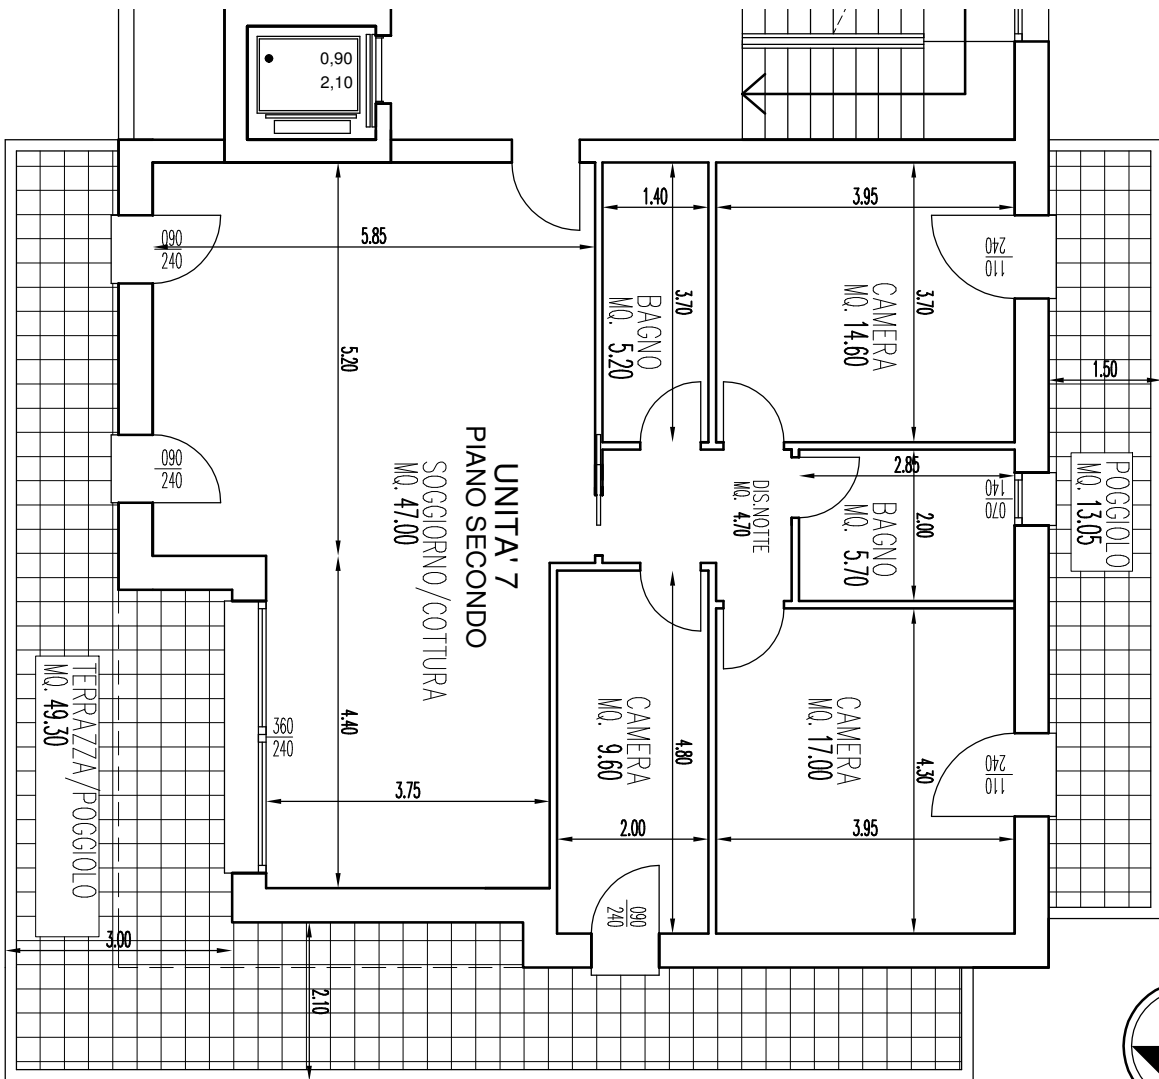 0,90
2,10
1.40
3.95
5.85
090
240
110
240
3.70
BAGNO
MQ. 5.20
3.70
CAMERA
MQ. 14.60
5.20
1.50
090
240
UNITA' 7
PIANO SECONDO
SOGGIORNO/COTTURA
MQ. 47.00
DIS.NOTTE
MQ. 4.70
2.85
070
140
2.00
BAGNO
MQ. 5.70
POGGIOLO
MQ. 13.05
TERRAZZA/POGGIOLO
MQ. 49.30
360
240
4.40
3.75
CAMERA
MQ. 9.60
4.80
2.00
CAMERA
MQ. 17.00
4.30
3.95
110
240
090
240
3.00
2.10